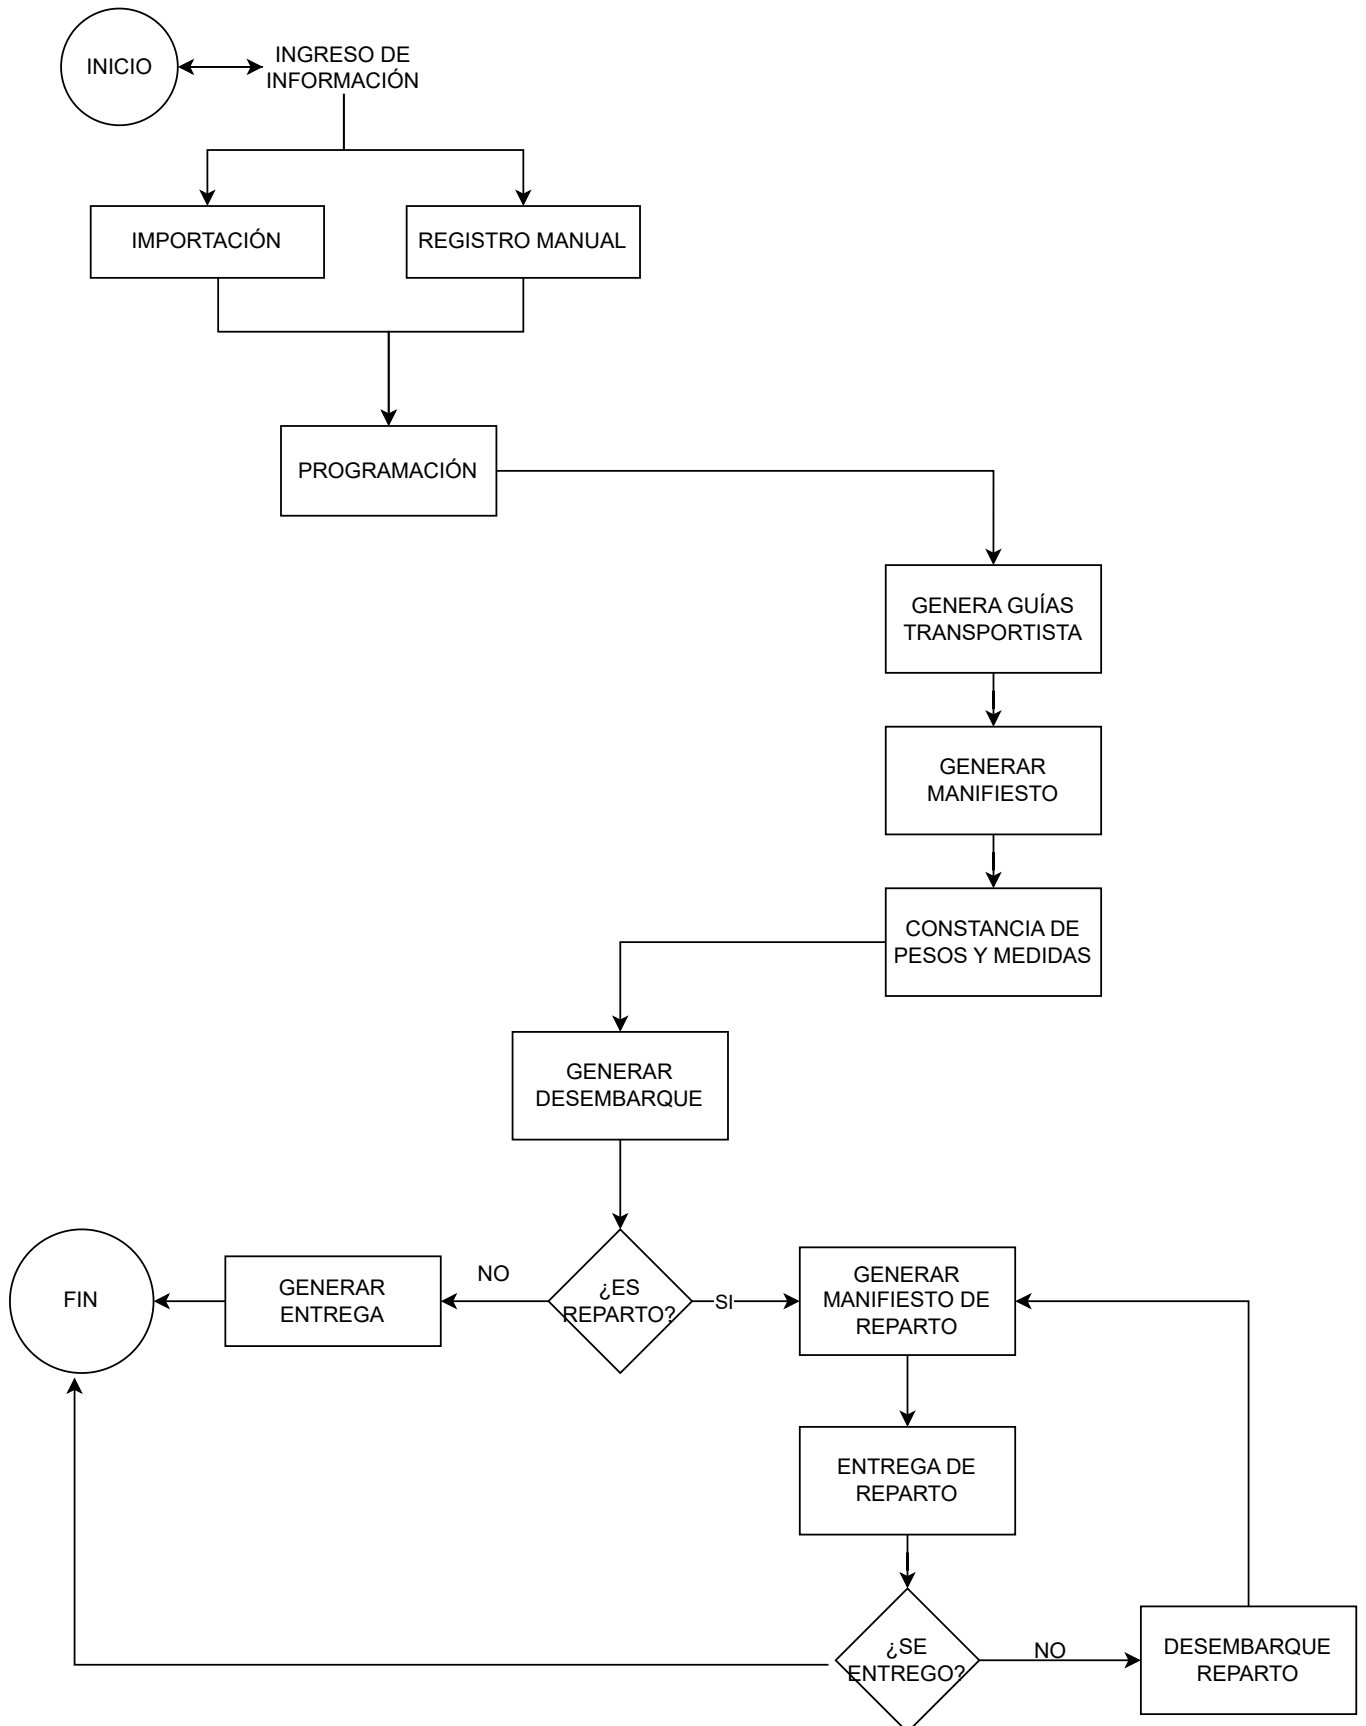 INICIO
INGRESO DE
INFORMACIÓN
IMPORTACIÓN
REGISTRO MANUAL
PROGRAMACIÓN
GENERA GUÍAS
TRANSPORTISTA
GENERAR
MANIFIESTO
CONSTANCIA DE
PESOS Y MEDIDAS
GENERAR
DESEMBARQUE
FIN
GENERAR
ENTREGA
NO
¿ES
REPARTO?
SI
GENERAR
MANIFIESTO DE
REPARTO
ENTREGA DE
REPARTO
¿SE
ENTREGO?
NO
DESEMBARQUE
REPARTO